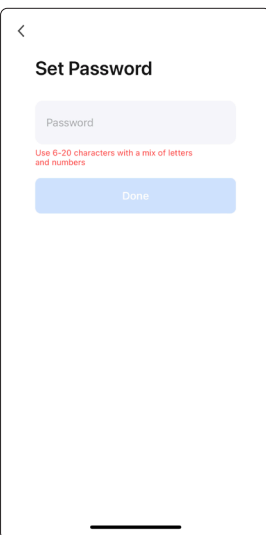 Set Password
Password
Use 6-20 characters with a mix of letters
and numbers
Done